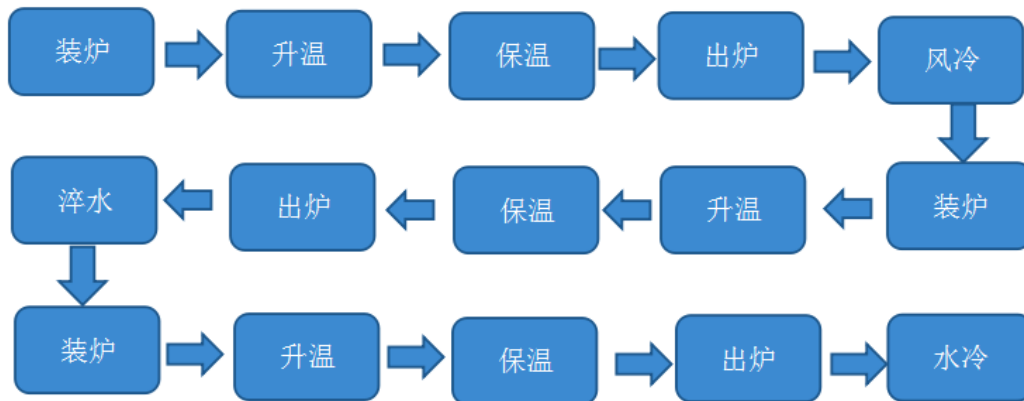 装炉 升温 保温 出炉 风冷
装炉 升温 保温 出炉 淬水
装炉 升温 保温 出炉 水冷